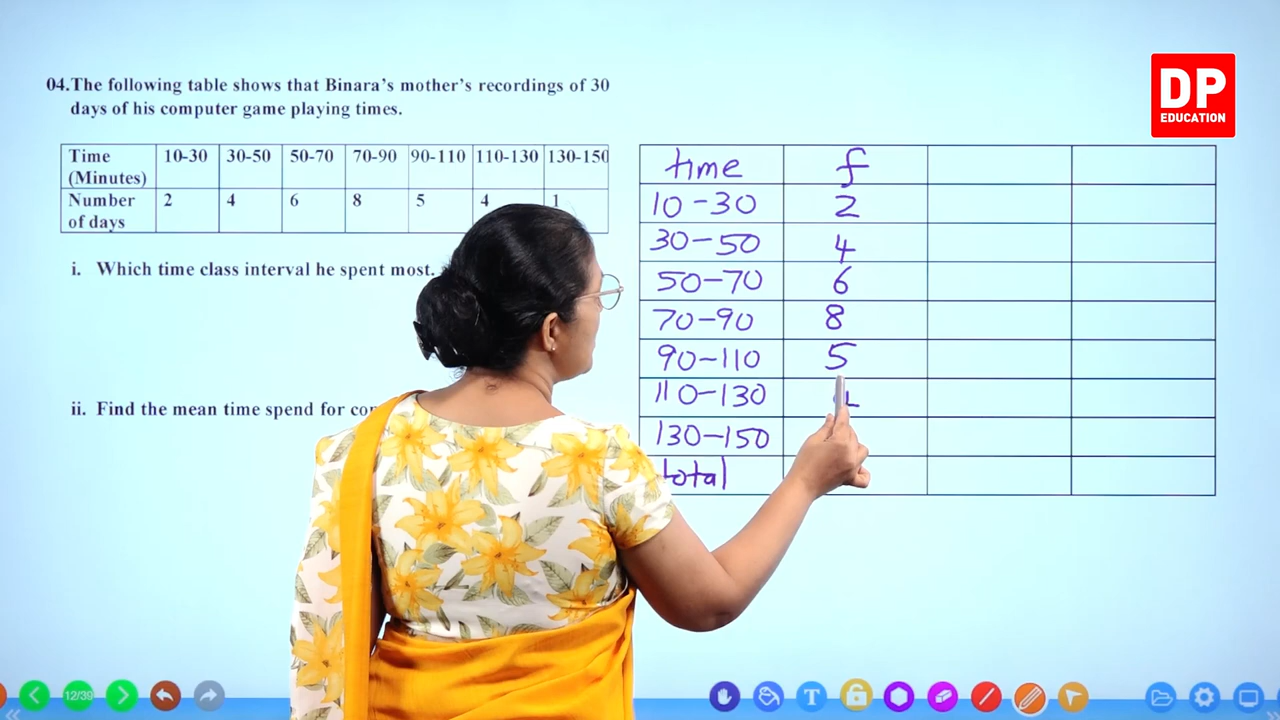 04.The following table shows that Binara's mother's recordings of 30
days of his computer game playing times.
Time (Minutes) 10-30 30-50 50-70 70-90 90-110 110-130 130-150
Number of days 2 4 6 8 5 4 1
i. Which time class interval he spent most.
ii. Find the mean time spend for
DP
EDUCATION
time f
10-30 2
30-50 4
50-70 6
70-90 8
90-110 5
110-130
130-150
total
12/39
T